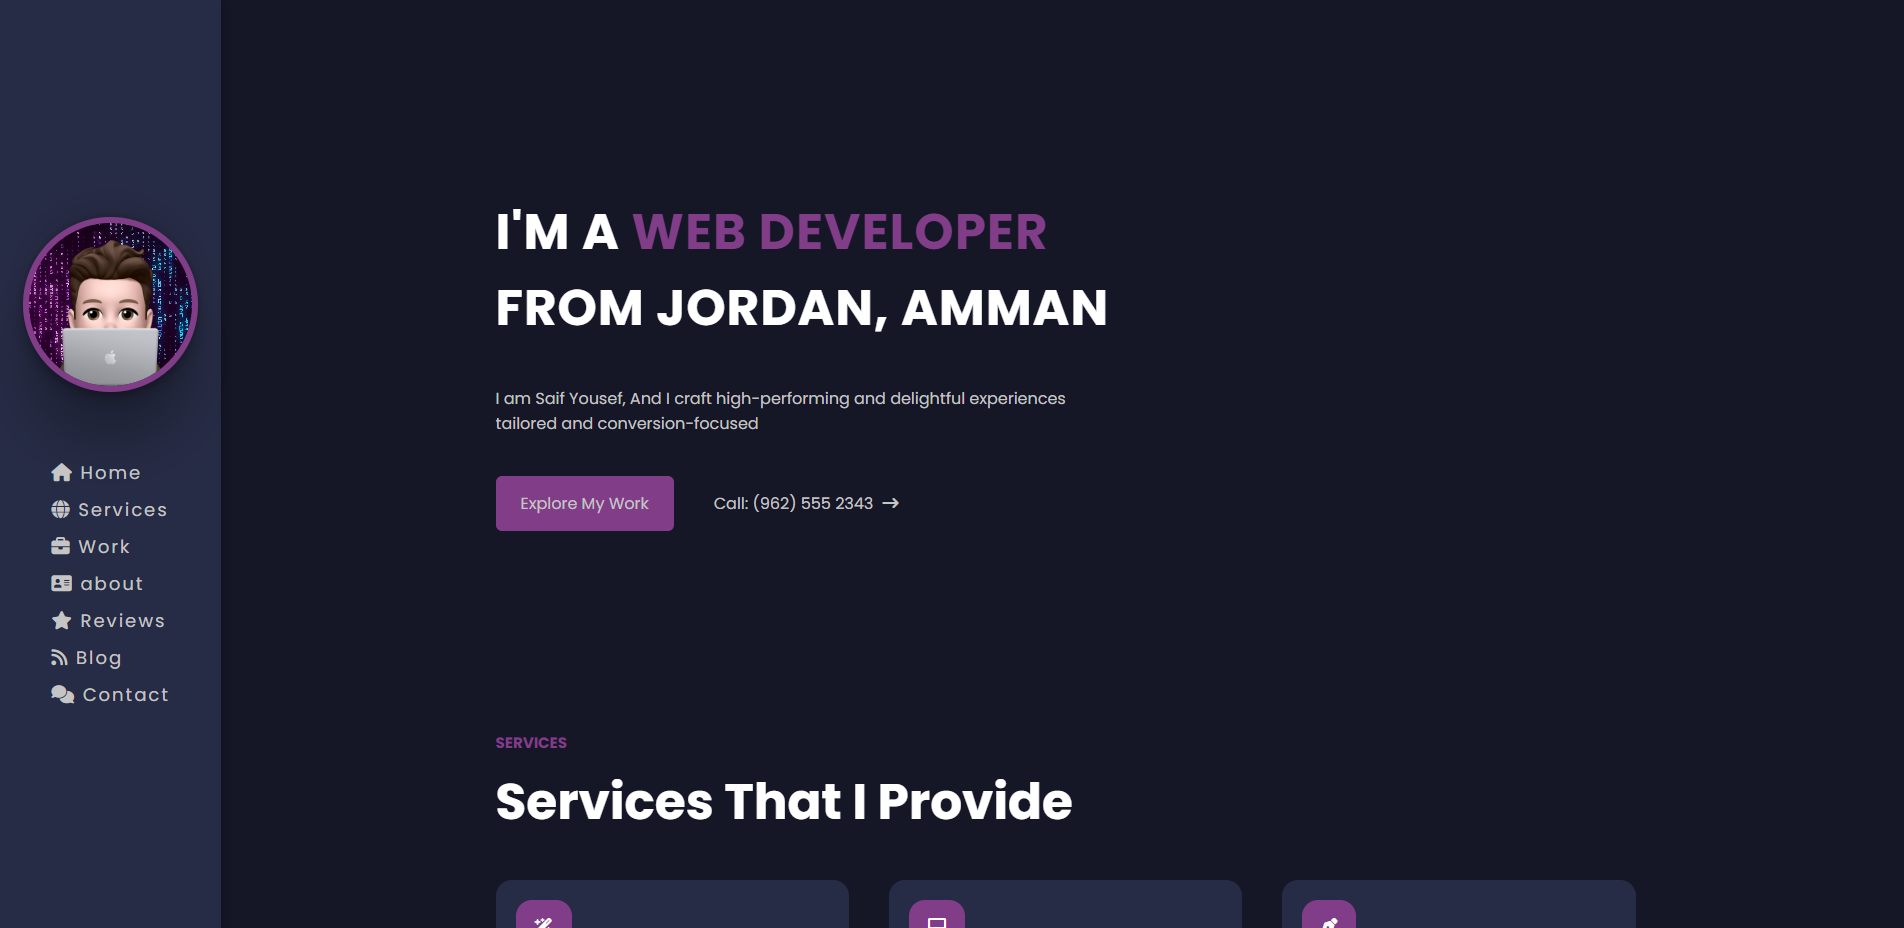 Home
Services
Work
about
Reviews
Blog
Contact
I'M A WEB DEVELOPER
FROM JORDAN, AMMAN
I am Saif Yousef, And I craft high-performing and delightful experiences
tailored and conversion-focused
Explore My Work
Call: (962) 555 2343 →
SERVICES
Services That I Provide